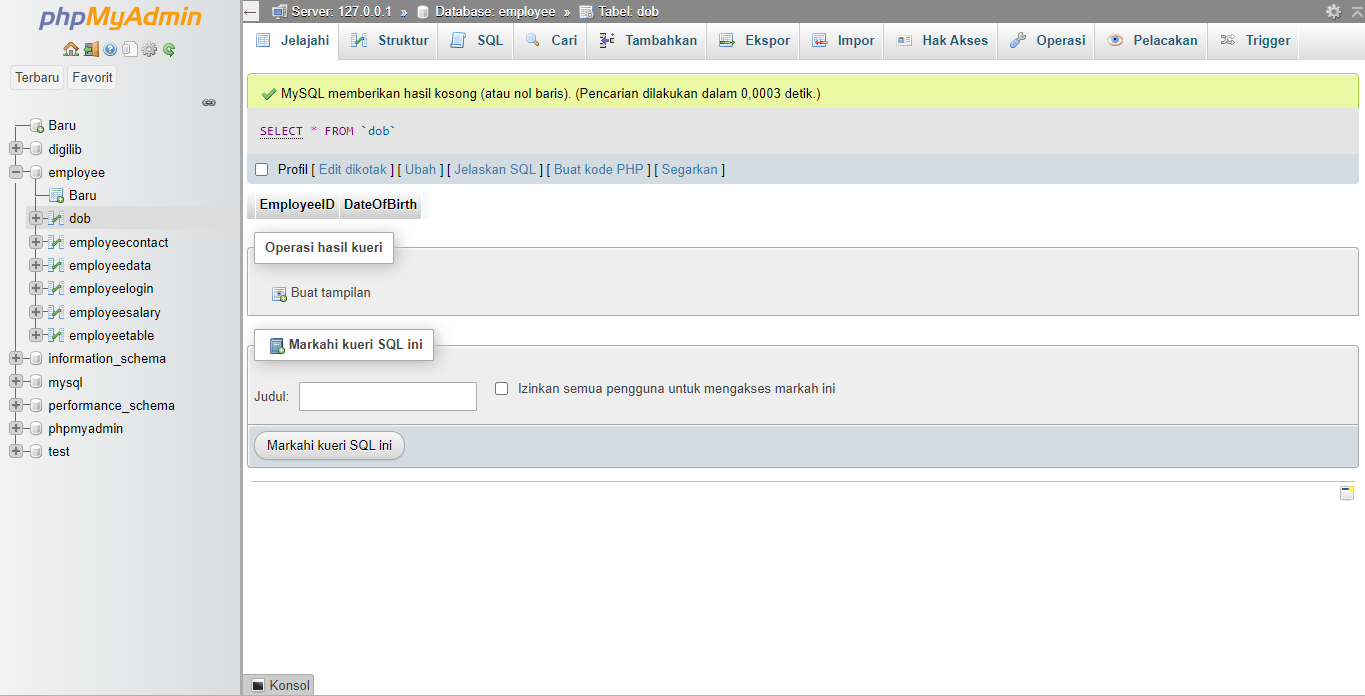 phpMyAdmin
Terbaru Favorit
Baru
digilib
employee
Baru
dob
employeecontact
employeedata
employeelogin
employeesalary
employeetable
information_schema
mysql
performance_schema
phpmyadmin
test
Server: 127.0.0.1 » Database: employee » Tabel: dob
Jelajahi Struktur SQL Cari Tambahkan Ekspor Impor Hak Akses Operasi Pelacakan Trigger
MySQL memberikan hasil kosong (atau nol baris). (Pencarian dilakukan dalam 0,0003 detik.)
SELECT * FROM `dob`
Profil [ Edit dikotak ] [ Ubah ] [ Jelaskan SQL ] [ Buat kode PHP ] [ Segarkan ]
EmployeeID DateOfBirth
Operasi hasil kueri
Buat tampilan
Markahi kueri SQL ini
Judul: Izinkan semua pengguna untuk mengakses markah ini
Markahi kueri SQL ini
Konsol